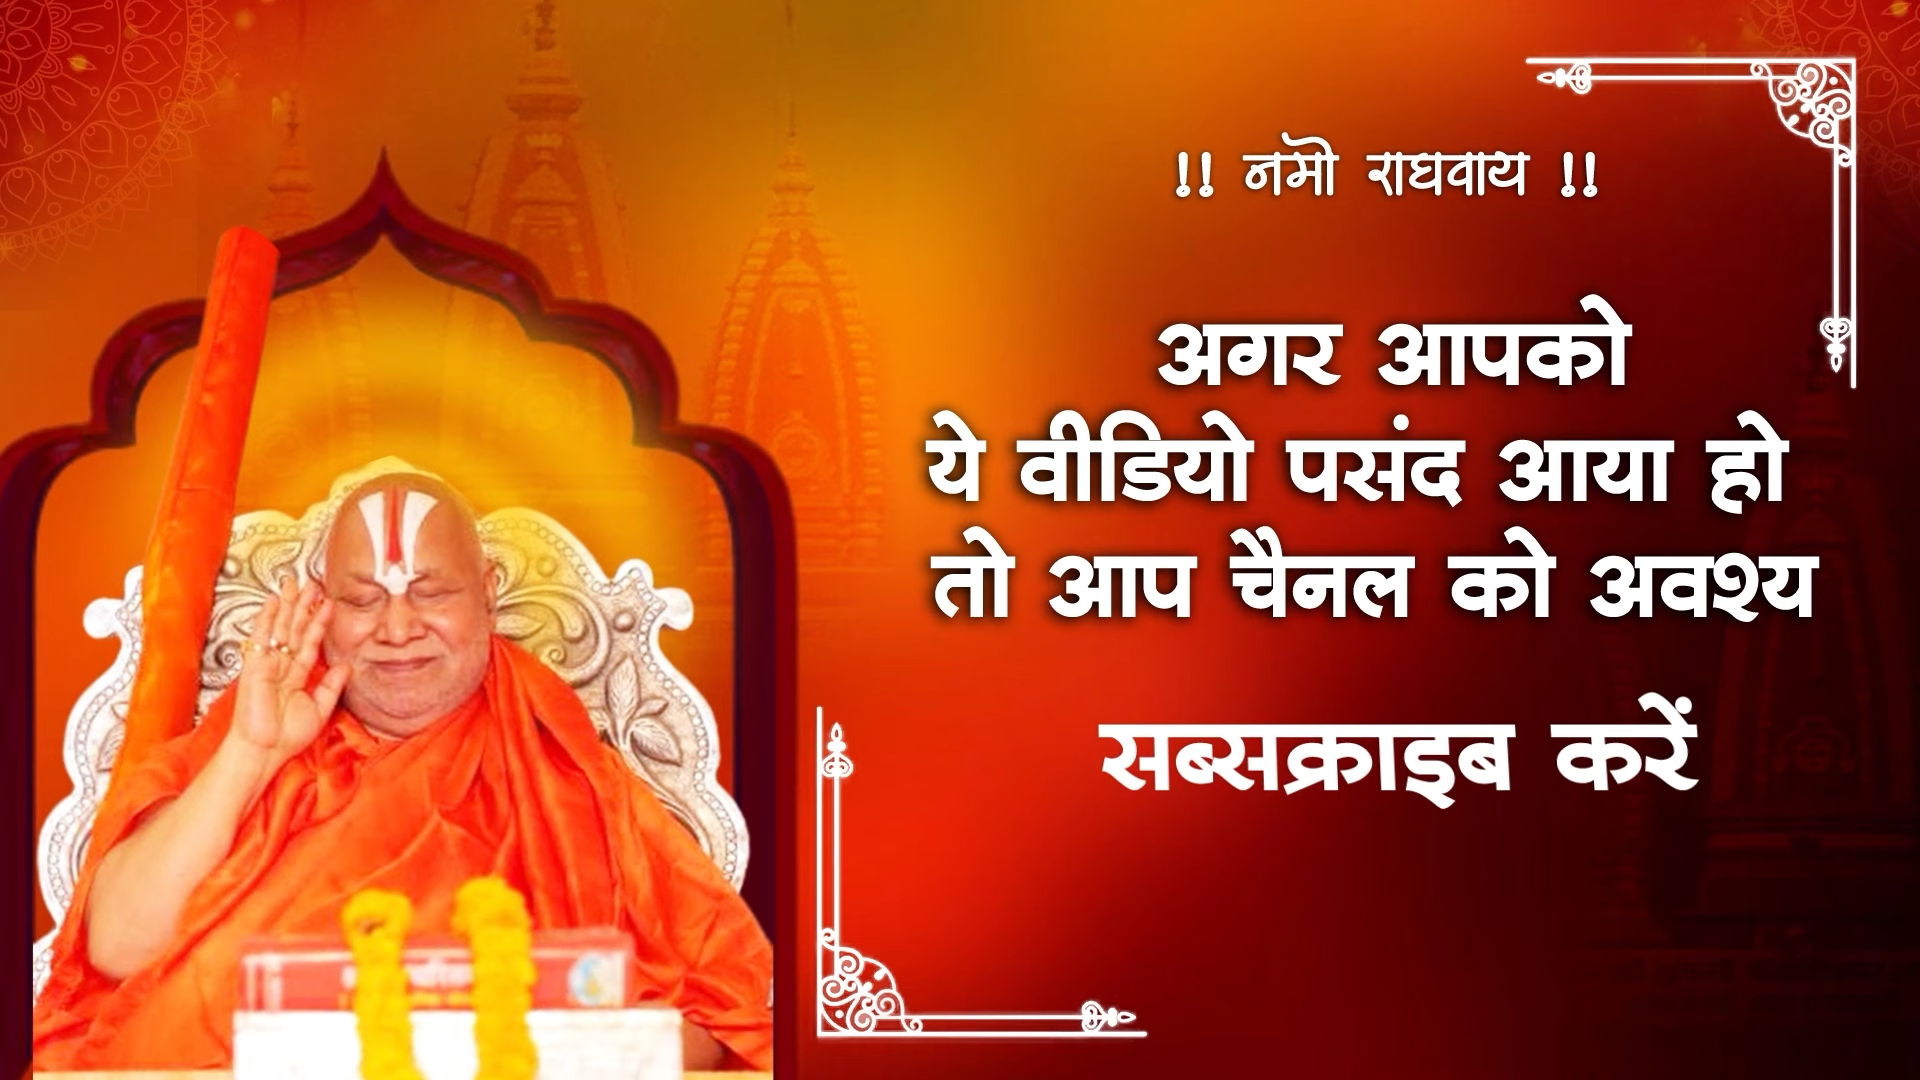 !! नमो राघवाय !!
अगर आपको
ये वीडियो पसंद आया हो
तो आप चैनल को अवश्य
सब्सक्राइब करें